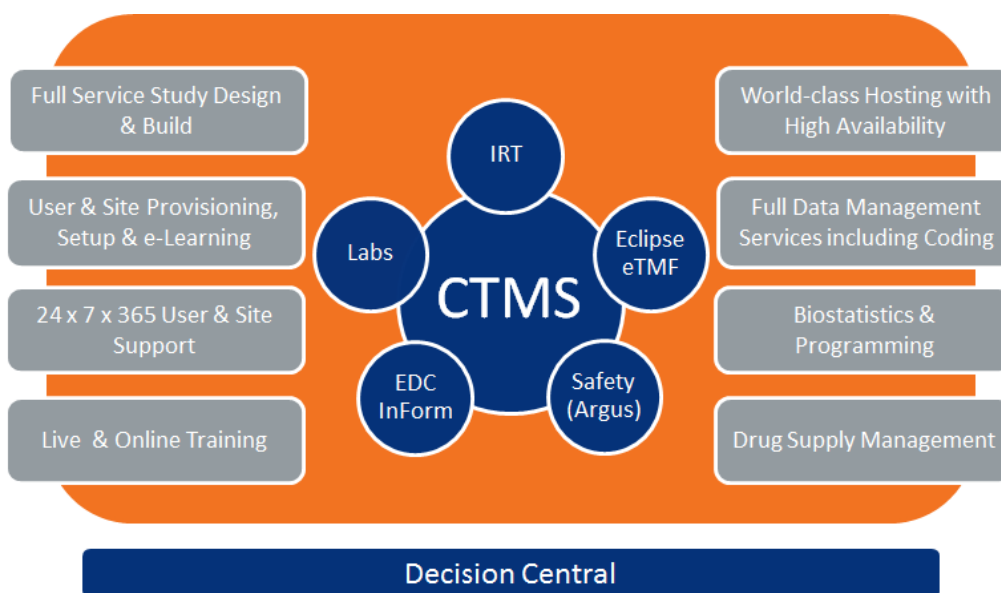 Full Service Study Design
& Build
User & Site Provisioning,
Setup & e-Learning
24 x 7 x 365 User & Site
Support
Live & Online Training
IRT
Labs
Eclipse
eTMF
CTMS
EDC
InForm
Safety
(Argus)
World-class Hosting with
High Availability
Full Data Management
Services including Coding
Biostatistics &
Programming
Drug Supply Management
Decision Central